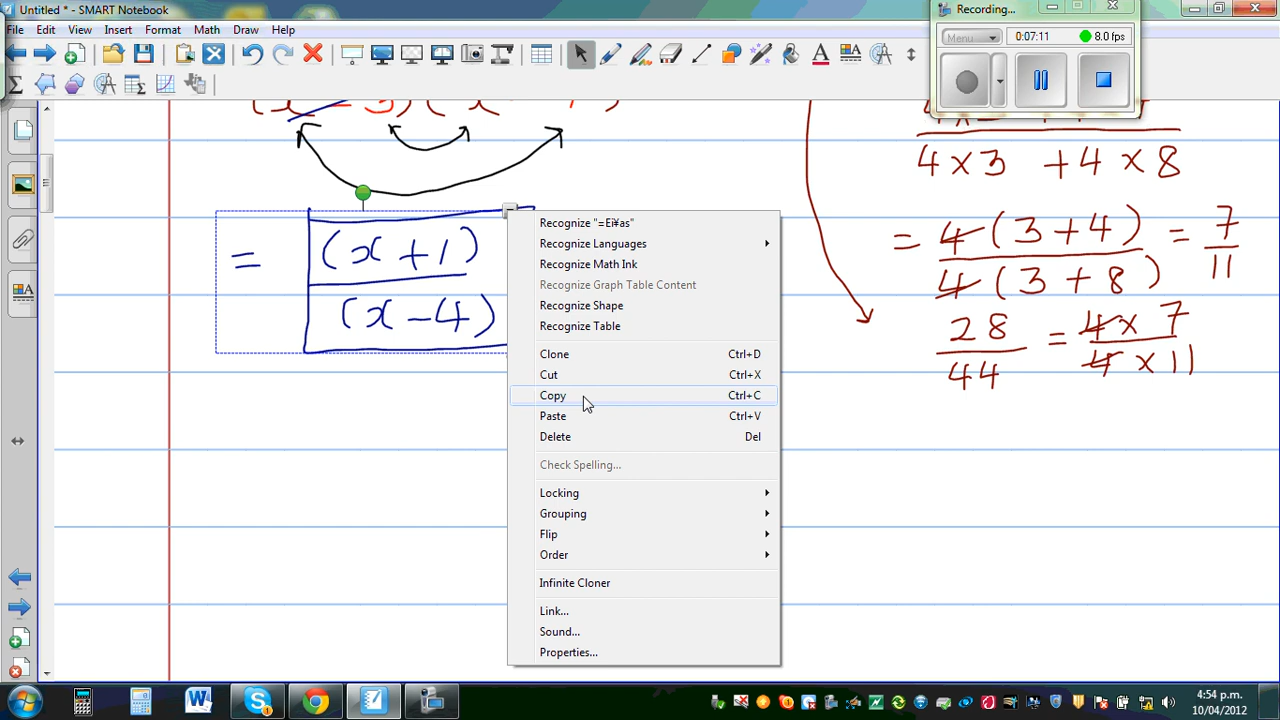 Untitled * - SMART Notebook
File Edit View Insert Format Math Draw Help
Recording...
Menu
0:07:11
8.0 fps
4 x 3 + 4 x 8
= (x + 1)
(x - 4)
= 4 (3 + 4) = 7
4 (3 + 8) 11
28 = 4 x 7
44 4 x 11
Recognize "=Ei¥as"
Recognize Languages
Recognize Math Ink
Recognize Graph Table Content
Recognize Shape
Recognize Table
Clone Ctrl+D
Cut Ctrl+X
Copy Ctrl+C
Paste Ctrl+V
Delete Del
Check Spelling...
Locking
Grouping
Flip
Order
Infinite Cloner
Link...
Sound...
Properties...
4:54 p.m.
10/04/2012